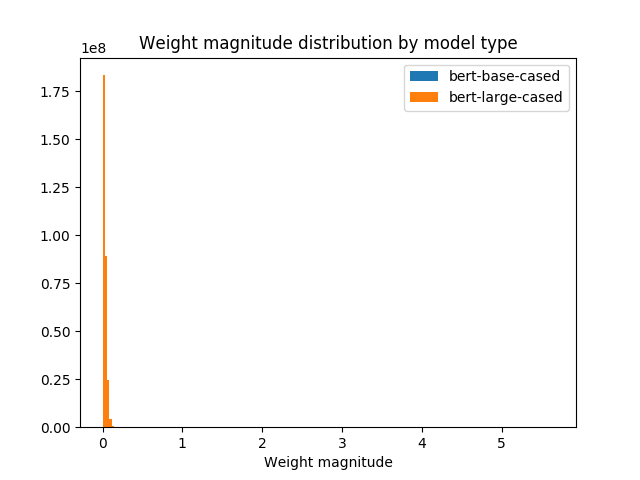 Weight magnitude distribution by model type
1e8
bert-base-cased
bert-large-cased
1.75
1.50
1.25
1.00
0.75
0.50
0.25
0.00
0 1 2 3 4 5
Weight magnitude